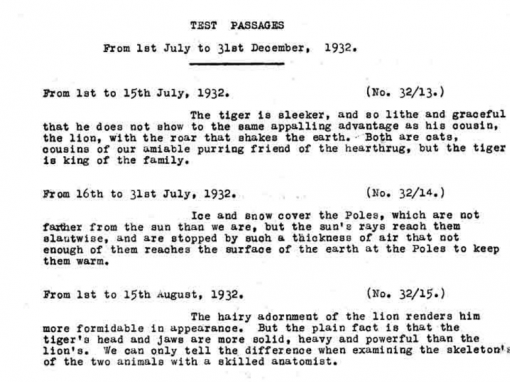 TEST PASSAGES
From 1st July to 31st December, 1932.
From 1st to 15th July, 1932. (No. 32/13.)
The tiger is sleeker, and so lithe and graceful
that he does not show to the same appalling advantage as his cousin,
the lion, with the roar that shakes the earth. Both are cats,
cousins of our amiable purring friend of the hearthrug, but the tiger
is king of the family.
From 16th to 31st July, 1932. (No. 32/14.)
Ice and snow cover the Poles, which are not
farther from the sun than we are, but the sun's rays reach them
slautwise, and are stopped by such a thickness of air that not
enough of them reaches the surface of the earth at the Poles to keep
them warm.
From 1st to 15th August, 1932. (No. 32/15.)
The hairy adornment of the lion renders him
more formidable in appearance. But the plain fact is that the
tiger's head and jaws are more solid, heavy and powerful than the
lion's. We can only tell the difference when examining the skeleton's
of the two animals with a skilled anatomist.